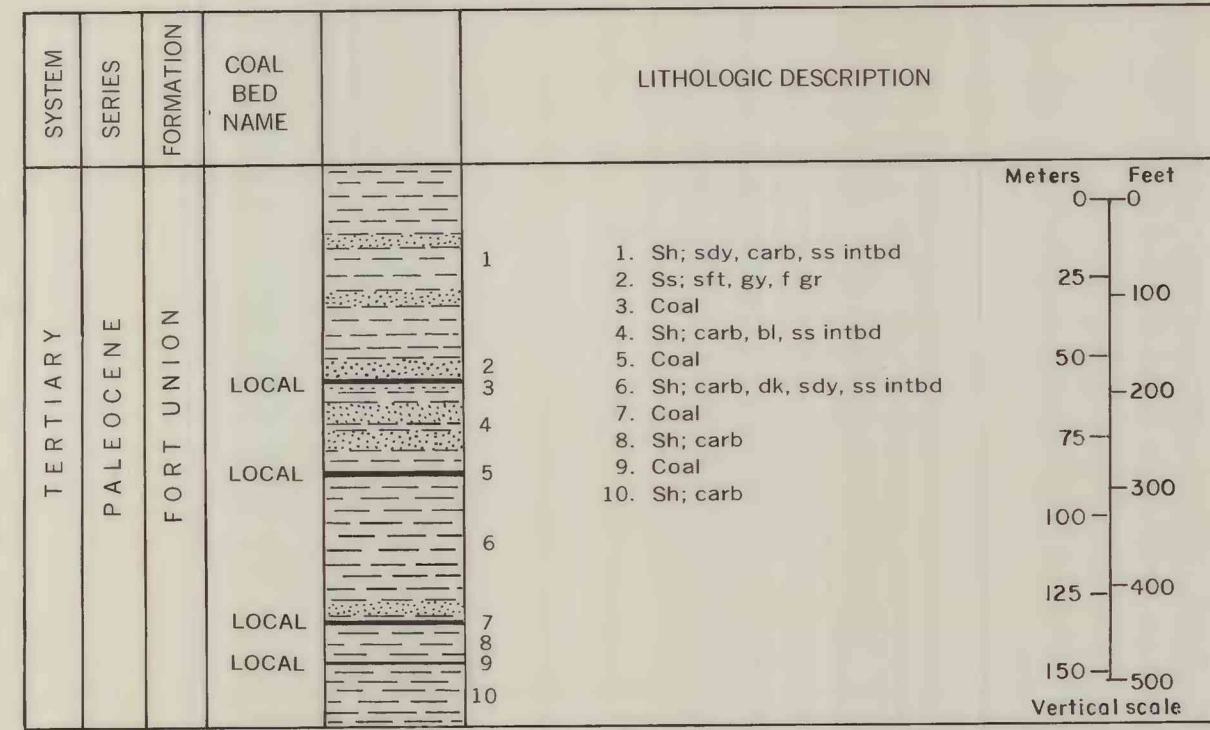 SYSTEM
SERIES
FORMATION
COAL
BED
NAME
LITHOLOGIC DESCRIPTION
TERTIARY
PALEOCENE
FORT UNION
LOCAL
LOCAL
LOCAL
LOCAL
1
2
3
4
5
6
7
8
9
10
1. Sh; sdy, carb, ss intbd
2. Ss; sft, gy, f gr
3. Coal
4. Sh; carb, bl, ss intbd
5. Coal
6. Sh; carb, dk, sdy, ss intbd
7. Coal
8. Sh; carb
9. Coal
10. Sh; carb
Meters Feet
0 0
25
100
50
200
75
300
100
400
125
150
500
Vertical scale